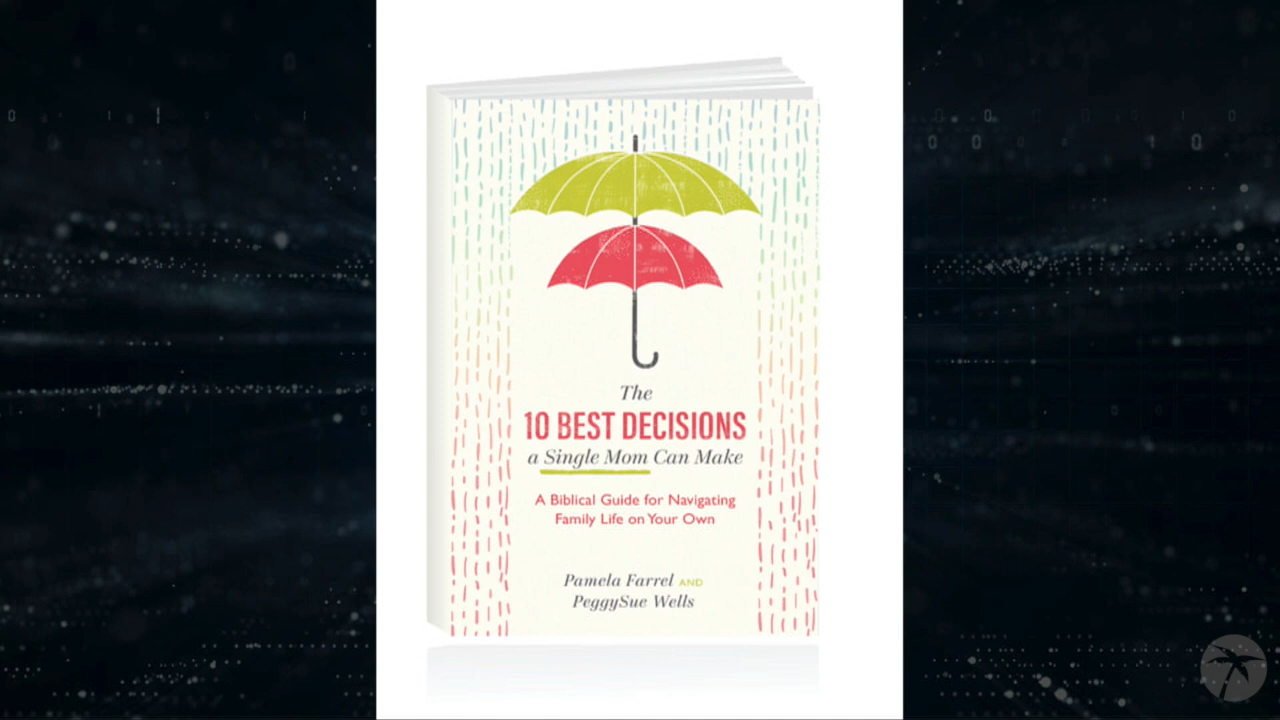 The
10 BEST DECISIONS
a Single Mom Can Make
A Biblical Guide for Navigating
Family Life on Your Own
Pamela Farrel AND
PeggySue Wells